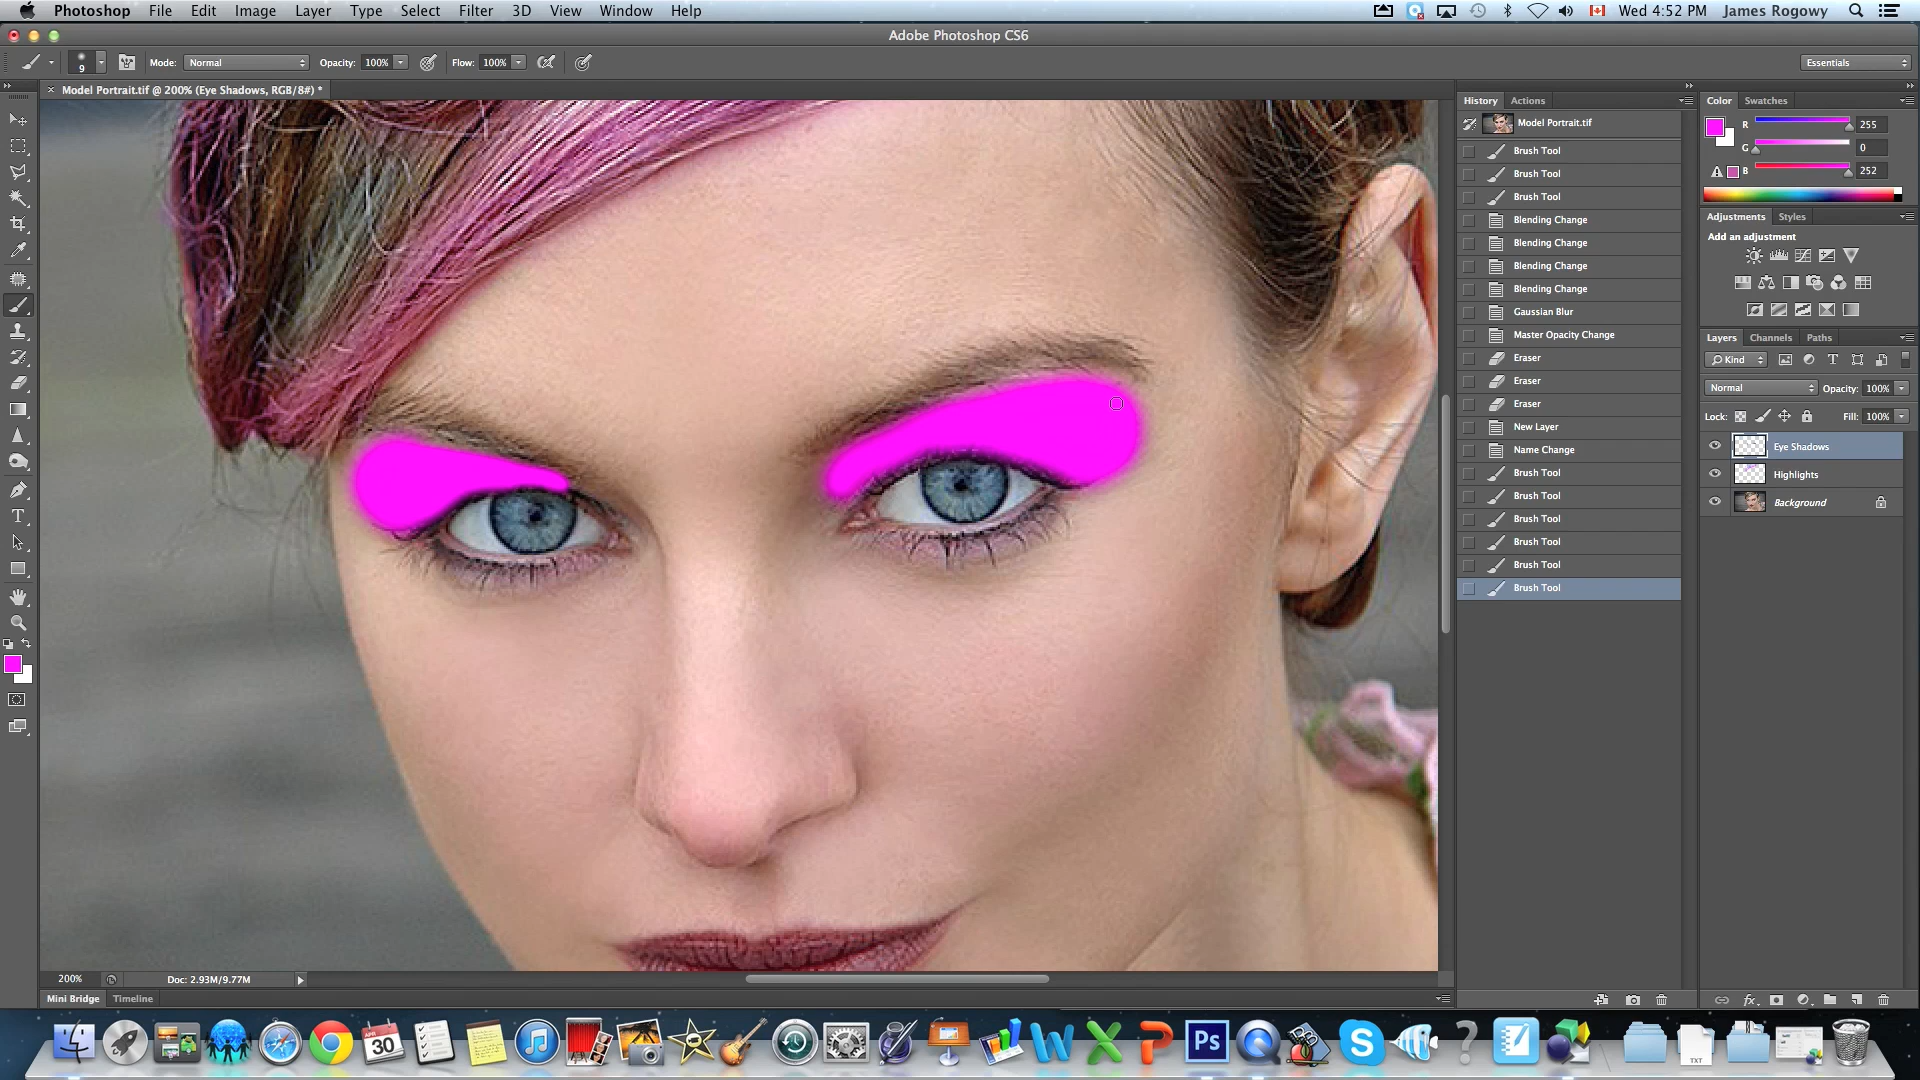 Photoshop File Edit Image Layer Type Select Filter 3D View Window Help Wed 4:52 PM James Rogowy
Adobe Photoshop CS6
9 Mode: Normal Opacity: 100% Flow: 100% Essentials
Model Portrait.tif @ 200% (Eye Shadows, RGB/8#) *
History Actions
Model Portrait.tif
Brush Tool
Brush Tool
Brush Tool
Blending Change
Blending Change
Blending Change
Blending Change
Gaussian Blur
Master Opacity Change
Eraser
Eraser
Eraser
New Layer
Name Change
Brush Tool
Brush Tool
Brush Tool
Brush Tool
Brush Tool
Brush Tool
Color Swatches
R 255
G 0
B 252
Adjustments Styles
Add an adjustment
Layers Channels Paths
Kind
Normal Opacity: 100%
Lock: Fill: 100%
Eye Shadows
Highlights
Background
200% Doc: 2.93M/9.77M
Mini Bridge Timeline
APR
30
Ps
TXT